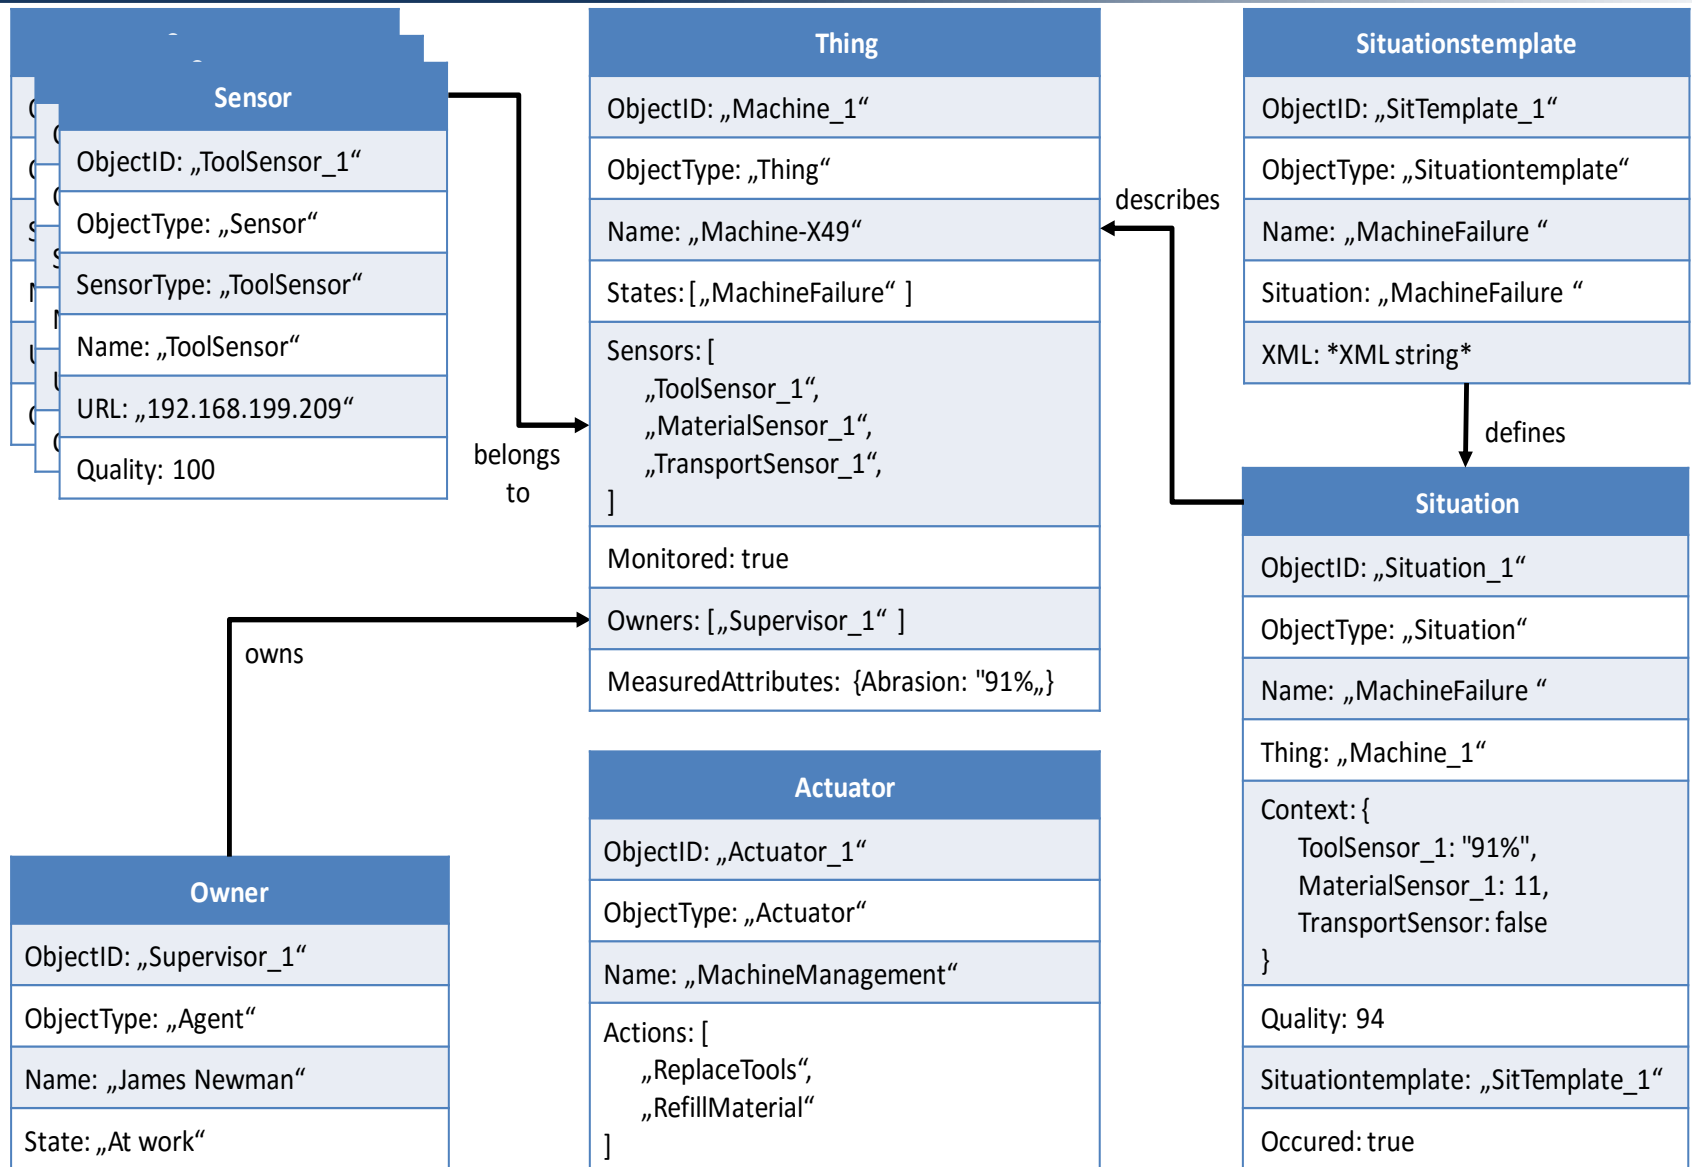 Sensor
ObjectID: „ToolSensor_1“
ObjectType: „Sensor“
SensorType: „ToolSensor“
Name: „ToolSensor“
URL: „192.168.199.209“
Quality: 100
belongs
to
Thing
ObjectID: „Machine_1“
ObjectType: „Thing“
Name: „Machine-X49“
States: [„MachineFailure“ ]
Sensors: [
„ToolSensor_1“,
„MaterialSensor_1“,
„TransportSensor_1“,
]
Monitored: true
Owners: [„Supervisor_1“ ]
MeasuredAttributes: {Abrasion: "91%„}
describes
Situationstemplate
ObjectID: „SitTemplate_1“
ObjectType: „Situationtemplate“
Name: „MachineFailure “
Situation: „MachineFailure “
XML: *XML string*
defines
Situation
ObjectID: „Situation_1“
ObjectType: „Situation“
Name: „MachineFailure “
Thing: „Machine_1“
Context: {
ToolSensor_1: "91%",
MaterialSensor_1: 11,
TransportSensor: false
}
Quality: 94
Situationtemplate: „SitTemplate_1“
Occured: true
owns
Owner
ObjectID: „Supervisor_1“
ObjectType: „Agent“
Name: „James Newman“
State: „At work“
Actuator
ObjectID: „Actuator_1“
ObjectType: „Actuator“
Name: „MachineManagement“
Actions: [
„ReplaceTools“,
„RefillMaterial“
]